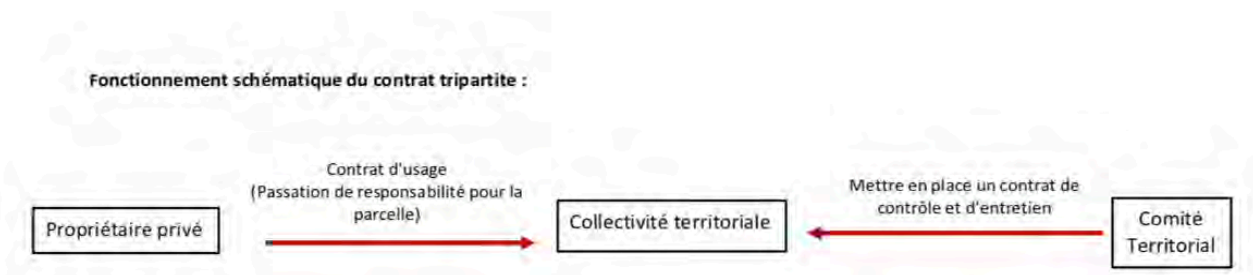 Fonctionnement schématique du contrat tripartite :
Contrat d'usage
(Passation de responsabilité pour la
parcelle)
Propriétaire privé
Collectivité territoriale
Mettre en place un contrat de
contrôle et d'entretien
Comité
Territorial